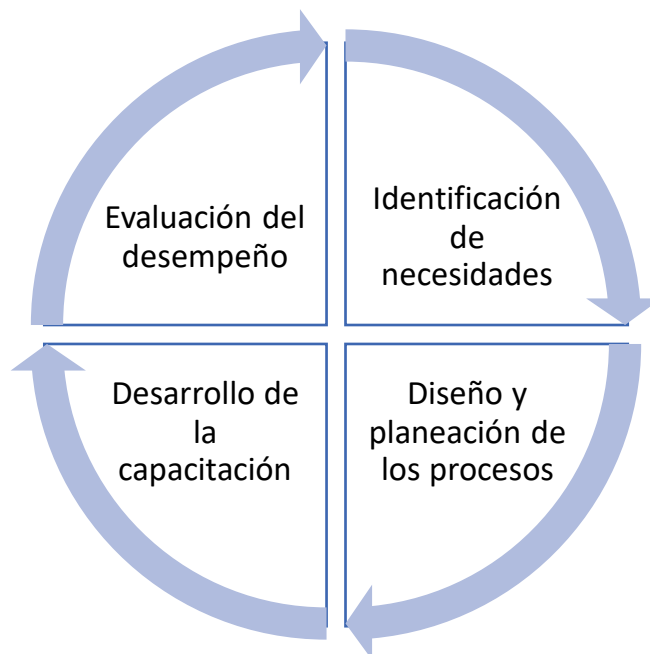 Evaluación del
desempeño
Identificación
de
necesidades
Desarrollo de
la
capacitación
Diseño y
planeación de
los procesos